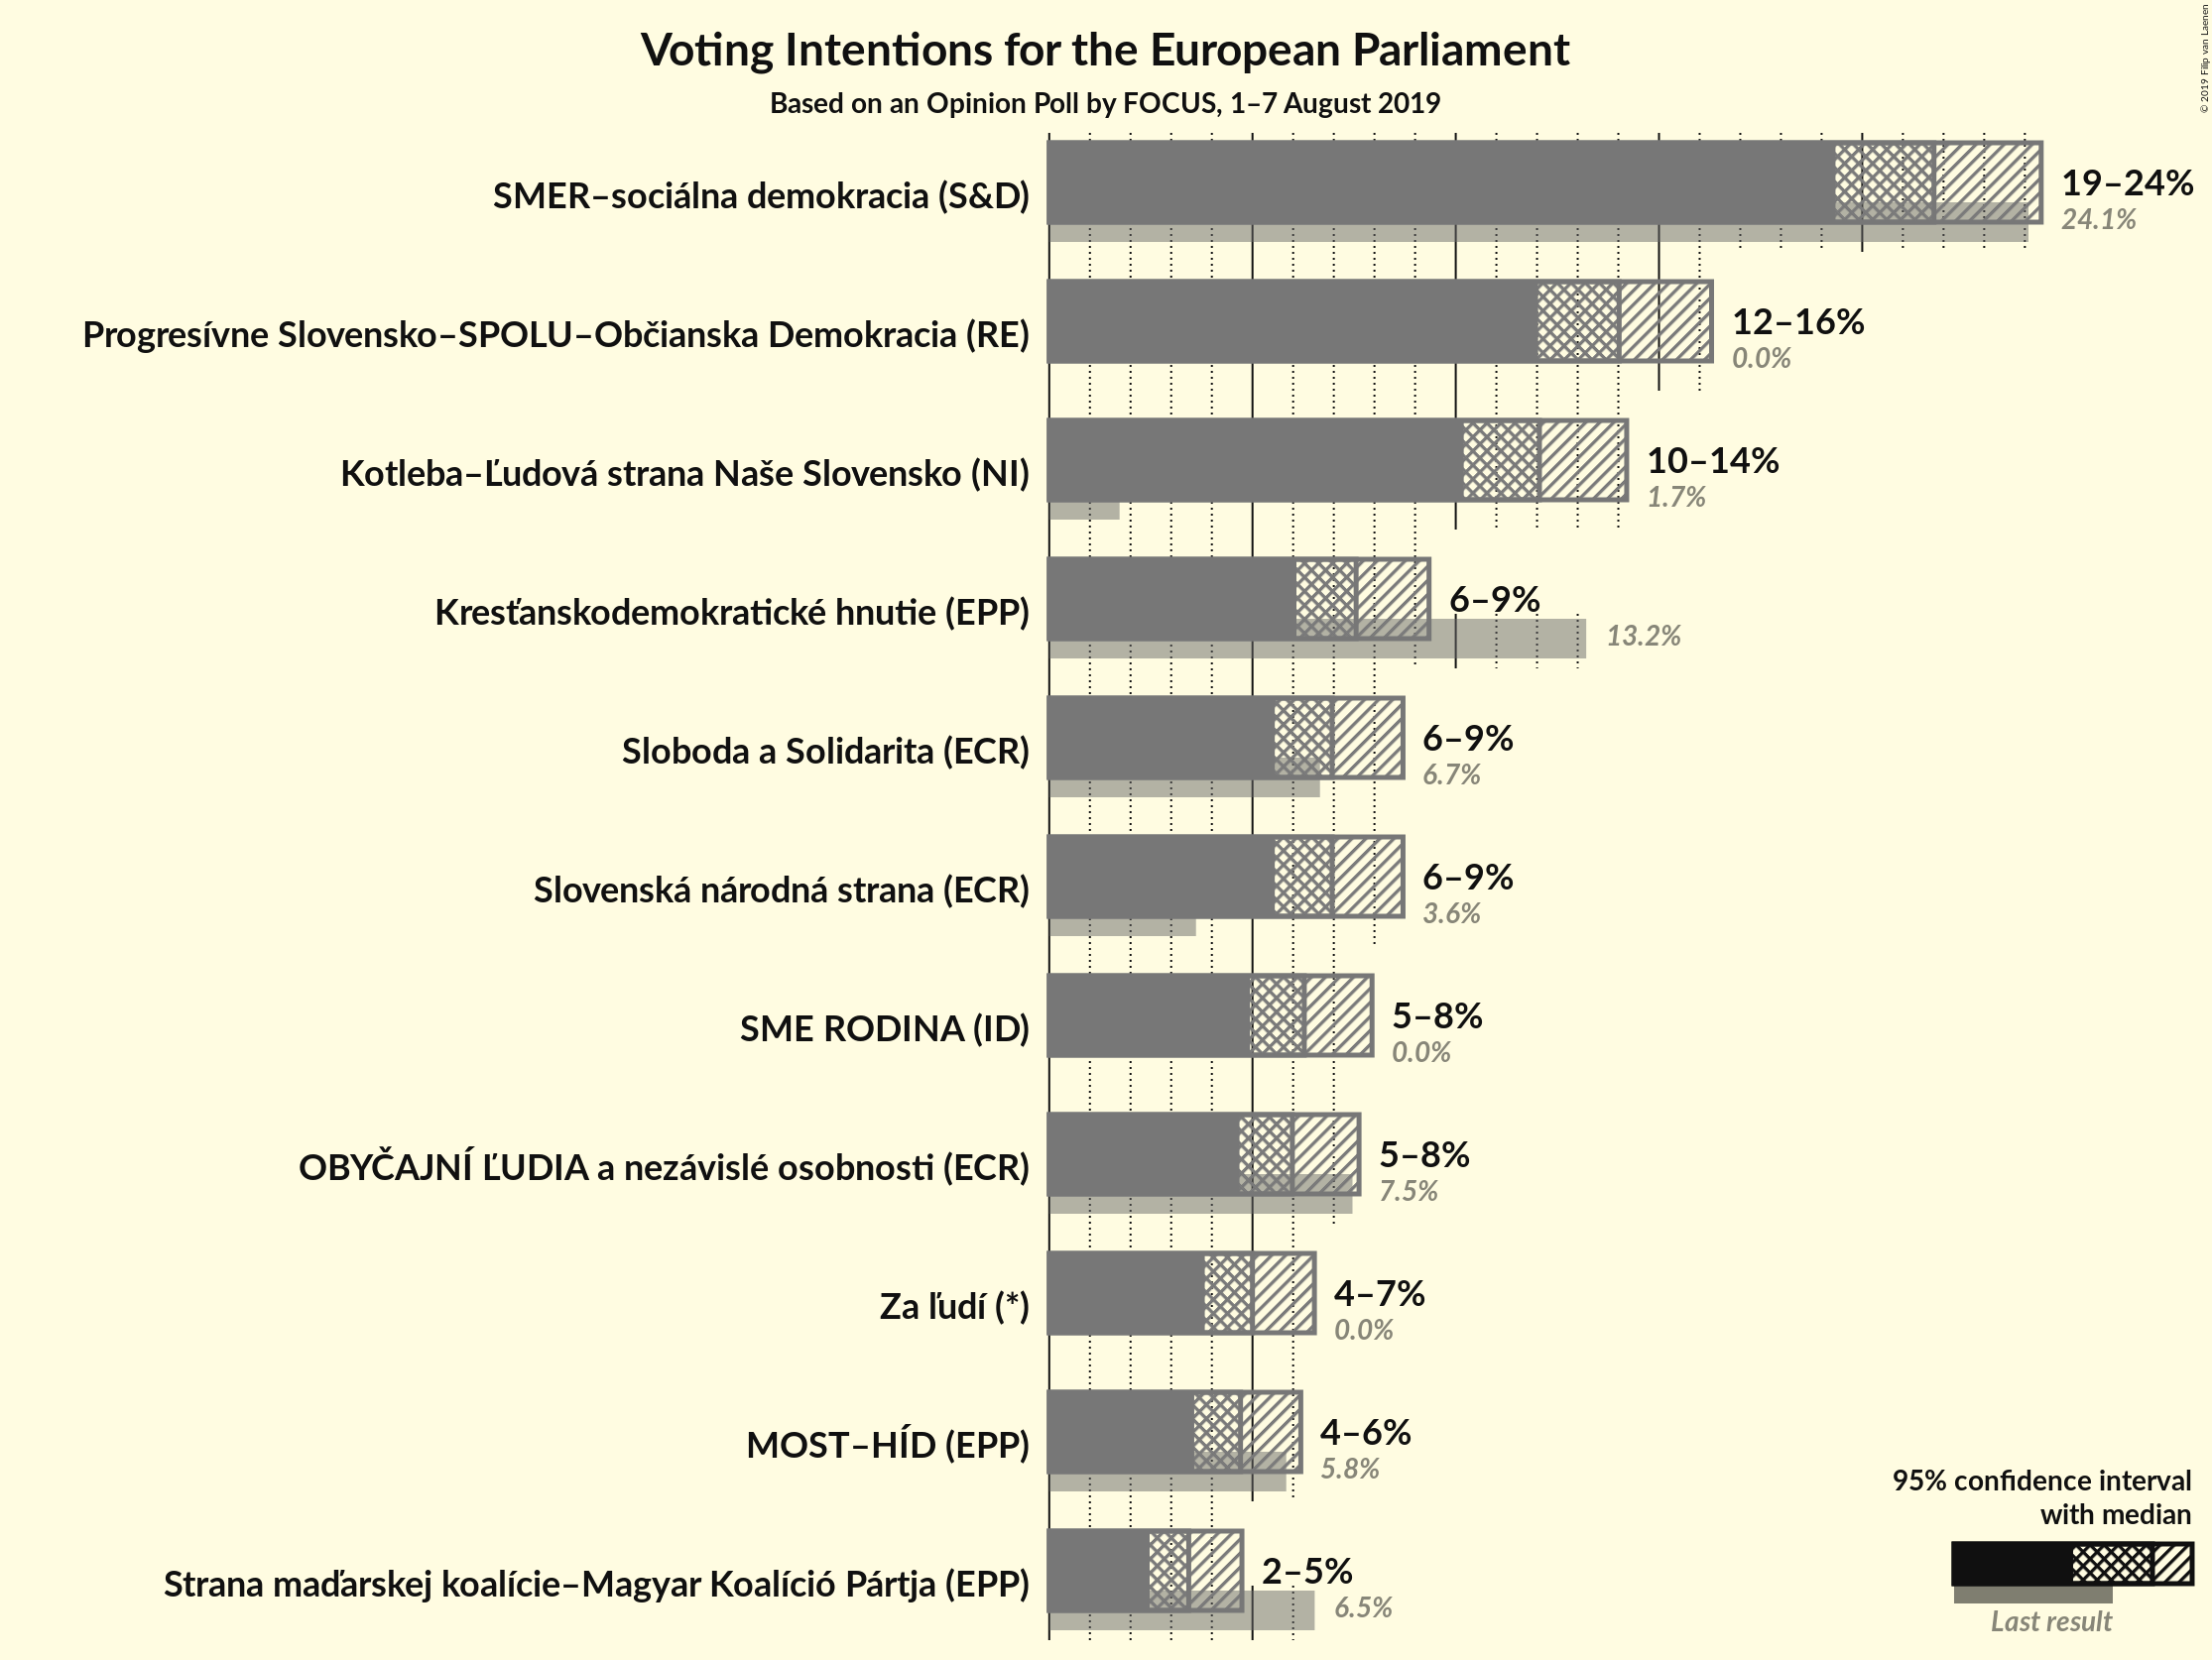 Voting Intentions for the European Parliament
Based on an Opinion Poll by FOCUS, 1–7 August 2019
© 2019 Filip van Laenen
SMER–sociálna demokracia (S&D)
19–24%
24.1%
Progresívne Slovensko–SPOLU–Občianska Demokracia (RE)
12–16%
0.0%
Kotleba–Ľudová strana Naše Slovensko (NI)
10–14%
1.7%
Kresťanskodemokratické hnutie (EPP)
6–9%
13.2%
Sloboda a Solidarita (ECR)
6–9%
6.7%
Slovenská národná strana (ECR)
6–9%
3.6%
SME RODINA (ID)
5–8%
0.0%
OBYČAJNÍ ĽUDIA a nezávislé osobnosti (ECR)
5–8%
7.5%
Za ľudí (*)
4–7%
0.0%
MOST–HÍD (EPP)
4–6%
5.8%
Strana maďarskej koalície–Magyar Koalíció Pártja (EPP)
2–5%
6.5%
95% confidence interval
with median
Last result